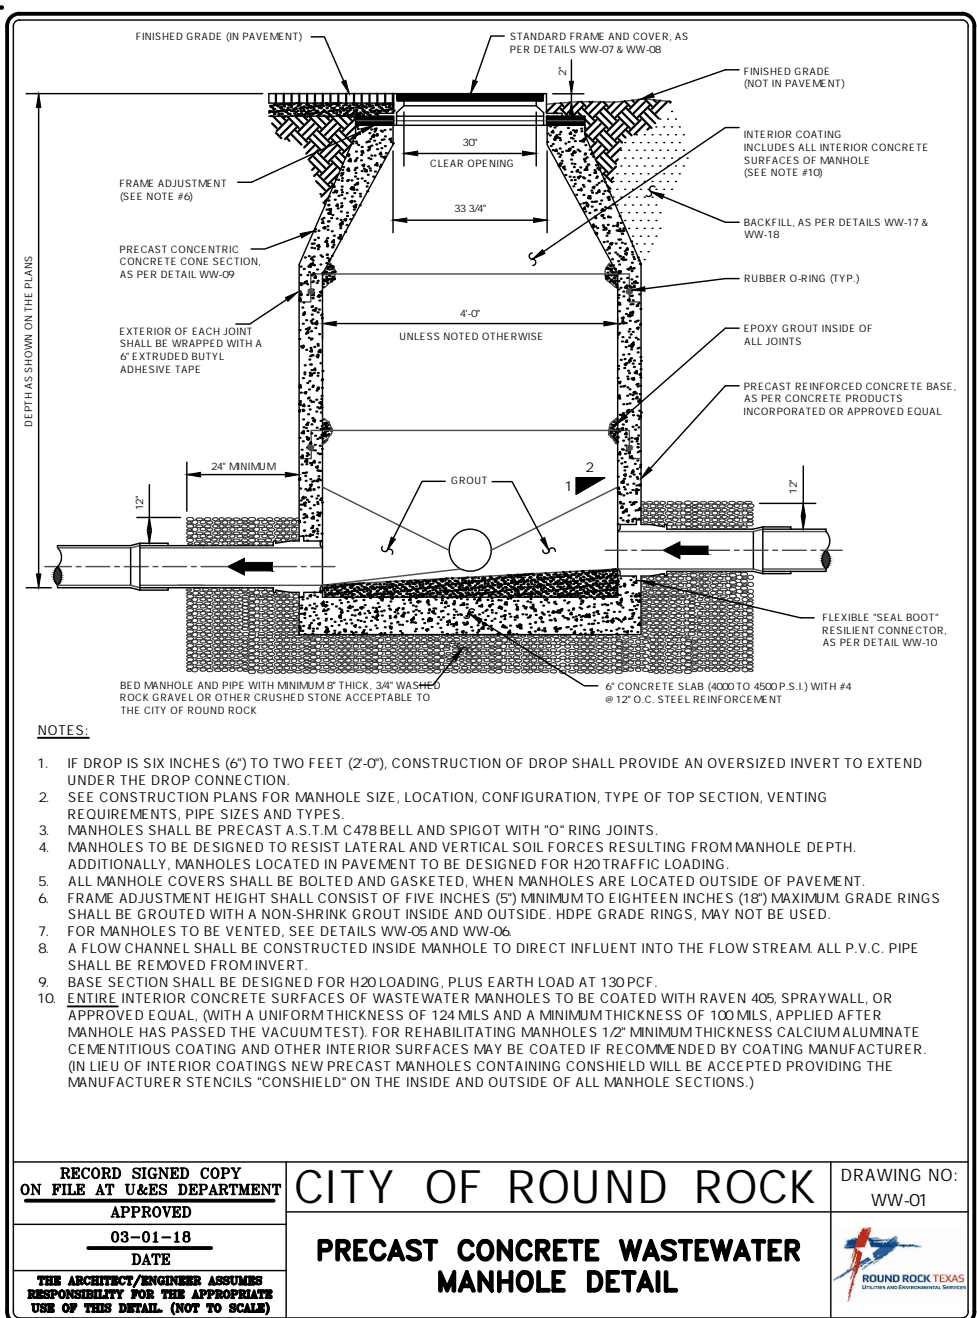 FINISHED GRADE (IN PAVEMENT)
STANDARD FRAME AND COVER, AS
PER DETAILS WW-07 & WW-08
2"
FINISHED GRADE
(NOT IN PAVEMENT)
INTERIOR COATING
INCLUDES ALL INTERIOR CONCRETE
SURFACES OF MANHOLE
(SEE NOTE #10)
30"
CLEAR OPENING
FRAME ADJUSTMENT
(SEE NOTE #6)
33 3/4"
BACKFILL, AS PER DETAILS WW-17 &
WW-18
PRECAST CONCENTRIC
CONCRETE CONE SECTION,
AS PER DETAIL WW-09
RUBBER O-RING (TYP.)
DEPTH AS SHOWN ON THE PLANS
4'-0"
UNLESS NOTED OTHERWISE
EXTERIOR OF EACH JOINT
SHALL BE WRAPPED WITH A
6" EXTRUDED BUTYL
ADHESIVE TAPE
EPOXY GROUT INSIDE OF
ALL JOINTS
PRECAST REINFORCED CONCRETE BASE,
AS PER CONCRETE PRODUCTS
INCORPORATED OR APPROVED EQUAL
24" MINIMUM
GROUT
2
1
12"
12"
FLEXIBLE "SEAL BOOT"
RESILIENT CONNECTOR,
AS PER DETAIL WW-10
BED MANHOLE AND PIPE WITH MINIMUM 8" THICK, 3/4" WASHED
ROCK GRAVEL OR OTHER CRUSHED STONE ACCEPTABLE TO
THE CITY OF ROUND ROCK
6" CONCRETE SLAB (4000 TO 4500 P.S.I.) WITH #4
@ 12" O.C. STEEL REINFORCEMENT
NOTES:
1. IF DROP IS SIX INCHES (6") TO TWO FEET (2'-0"), CONSTRUCTION OF DROP SHALL PROVIDE AN OVERSIZED INVERT TO EXTEND
UNDER THE DROP CONNECTION.
2. SEE CONSTRUCTION PLANS FOR MANHOLE SIZE, LOCATION, CONFIGURATION, TYPE OF TOP SECTION, VENTING
REQUIREMENTS, PIPE SIZES AND TYPES.
3. MANHOLES SHALL BE PRECAST A.S.T.M. C478 BELL AND SPIGOT WITH "O" RING JOINTS.
4. MANHOLES TO BE DESIGNED TO RESIST LATERAL AND VERTICAL SOIL FORCES RESULTING FROM MANHOLE DEPTH.
ADDITIONALLY, MANHOLES LOCATED IN PAVEMENT TO BE DESIGNED FOR H20 TRAFFIC LOADING.
5. ALL MANHOLE COVERS SHALL BE BOLTED AND GASKETED, WHEN MANHOLES ARE LOCATED OUTSIDE OF PAVEMENT.
6. FRAME ADJUSTMENT HEIGHT SHALL CONSIST OF FIVE INCHES (5") MINIMUM TO EIGHTEEN INCHES (18") MAXIMUM. GRADE RINGS
SHALL BE GROUTED WITH A NON-SHRINK GROUT INSIDE AND OUTSIDE. HDPE GRADE RINGS, MAY NOT BE USED.
7. FOR MANHOLES TO BE VENTED, SEE DETAILS WW-05 AND WW-06.
8. A FLOW CHANNEL SHALL BE CONSTRUCTED INSIDE MANHOLE TO DIRECT INFLUENT INTO THE FLOW STREAM. ALL P.V.C. PIPE
SHALL BE REMOVED FROM INVERT.
9. BASE SECTION SHALL BE DESIGNED FOR H20 LOADING, PLUS EARTH LOAD AT 130 PCF.
10. ENTIRE INTERIOR CONCRETE SURFACES OF WASTEWATER MANHOLES TO BE COATED WITH RAVEN 405, SPRAYWALL, OR
APPROVED EQUAL, (WITH A UNIFORM THICKNESS OF 124 MILS AND A MINIMUM THICKNESS OF 100 MILS, APPLIED AFTER
MANHOLE HAS PASSED THE VACUUM TEST). FOR REHABILITATING MANHOLES 1/2" MINIMUM THICKNESS CALCIUM ALUMINATE
CEMENTITIOUS COATING AND OTHER INTERIOR SURFACES MAY BE COATED IF RECOMMENDED BY COATING MANUFACTURER.
(IN LIEU OF INTERIOR COATINGS NEW PRECAST MANHOLES CONTAINING CONSHIELD WILL BE ACCEPTED PROVIDING THE
MANUFACTURER STENCILS "CONSHIELD" ON THE INSIDE AND OUTSIDE OF ALL MANHOLE SECTIONS.)
RECORD SIGNED COPY
ON FILE AT U&ES DEPARTMENT
APPROVED
03-01-18
DATE
THE ARCHITECT/ENGINEER ASSUMES
RESPONSIBILITY FOR THE APPROPRIATE
USE OF THIS DETAIL. (NOT TO SCALE)
CITY OF ROUND ROCK
PRECAST CONCRETE WASTEWATER
MANHOLE DETAIL
DRAWING NO:
WW-01
ROUND ROCK TEXAS
UTILITIES AND ENVIRONMENTAL SERVICES